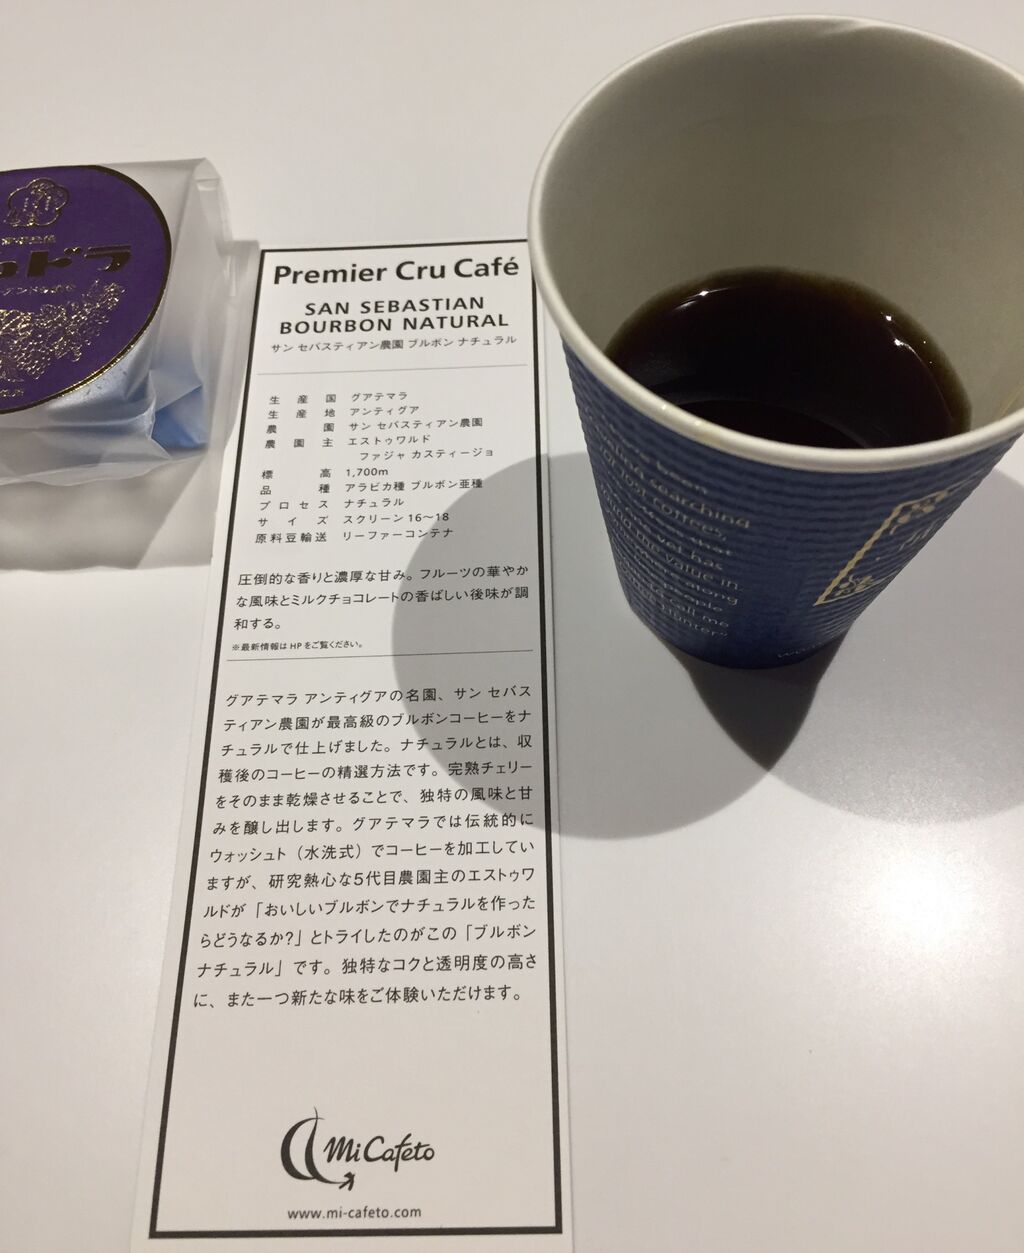 ドラ
Premier Cru Café
SAN SEBASTIAN
BOURBON NATURAL
サン セバスティアン農園 ブルボン ナチュラル
生産国 グアテマラ
生産地 アンティグア
農園 サン セバスティアン農園
農園主 エストゥワルド
ファジャ カスティージョ
標高 1,700m
品種 アラビカ種 ブルボン亜種
プロセス ナチュラル
サイズ スクリーン16〜18
原料豆輸送 リーファーコンテナ
圧倒的な香りと濃厚な甘み。フルーツの華やか
な風味とミルクチョコレートの香ばしい後味が調
和する。
※最新情報はHPをご覧ください。
グアテマラ アンティグアの名園、サン セバス
ティアン農園が最高級のブルボンコーヒーをナ
チュラルで仕上げました。ナチュラルとは、収
穫後のコーヒーの精選方法です。完熟チェリー
をそのまま乾燥させることで、独特の風味と甘
みを醸し出します。グアテマラでは伝統的に
ウォッシュト（水洗式）でコーヒーを加工してい
ますが、研究熱心な5代目農園主のエストゥワ
ルドが「おいしいブルボンでナチュラルを作った
らどうなるか?」とトライしたのがこの「ブルボン
ナチュラル」です。独特なコクと透明度の高さ
に、また一つ新たな味をご体験いただけます。
Mi Cafeto
www.mi-cafeto.com
have been
searching
lost coffees,
that
level has
the value in
among
people
call me
Hunter"